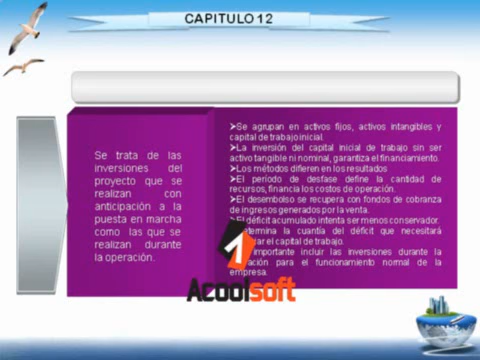 CAPITULO 12
Se trata de las
inversiones del
proyecto que se
realizan con
anticipación a la
puesta en marcha
como las que se
realizan durante
la operación.
➢Se agrupan en activos fijos, activos intangibles y
capital de trabajo inicial.
➢La inversión del capital inicial de trabajo sin ser
activo tangible ni nominal, garantiza el financiamiento.
➢Los métodos difieren en los resultados
➢El período de desfase define la cantidad de
recursos, financia los costos de operación.
➢El desembolso se recupera con fondos de cobranza
de ingresos generados por la venta.
➢El déficit acumulado intenta ser menos conservador.
determina la cuantía del déficit que necesitará
el capital de trabajo.
importante incluir las inversiones durante la
para el funcionamiento normal de la
empresa.
1
Acoolsoft